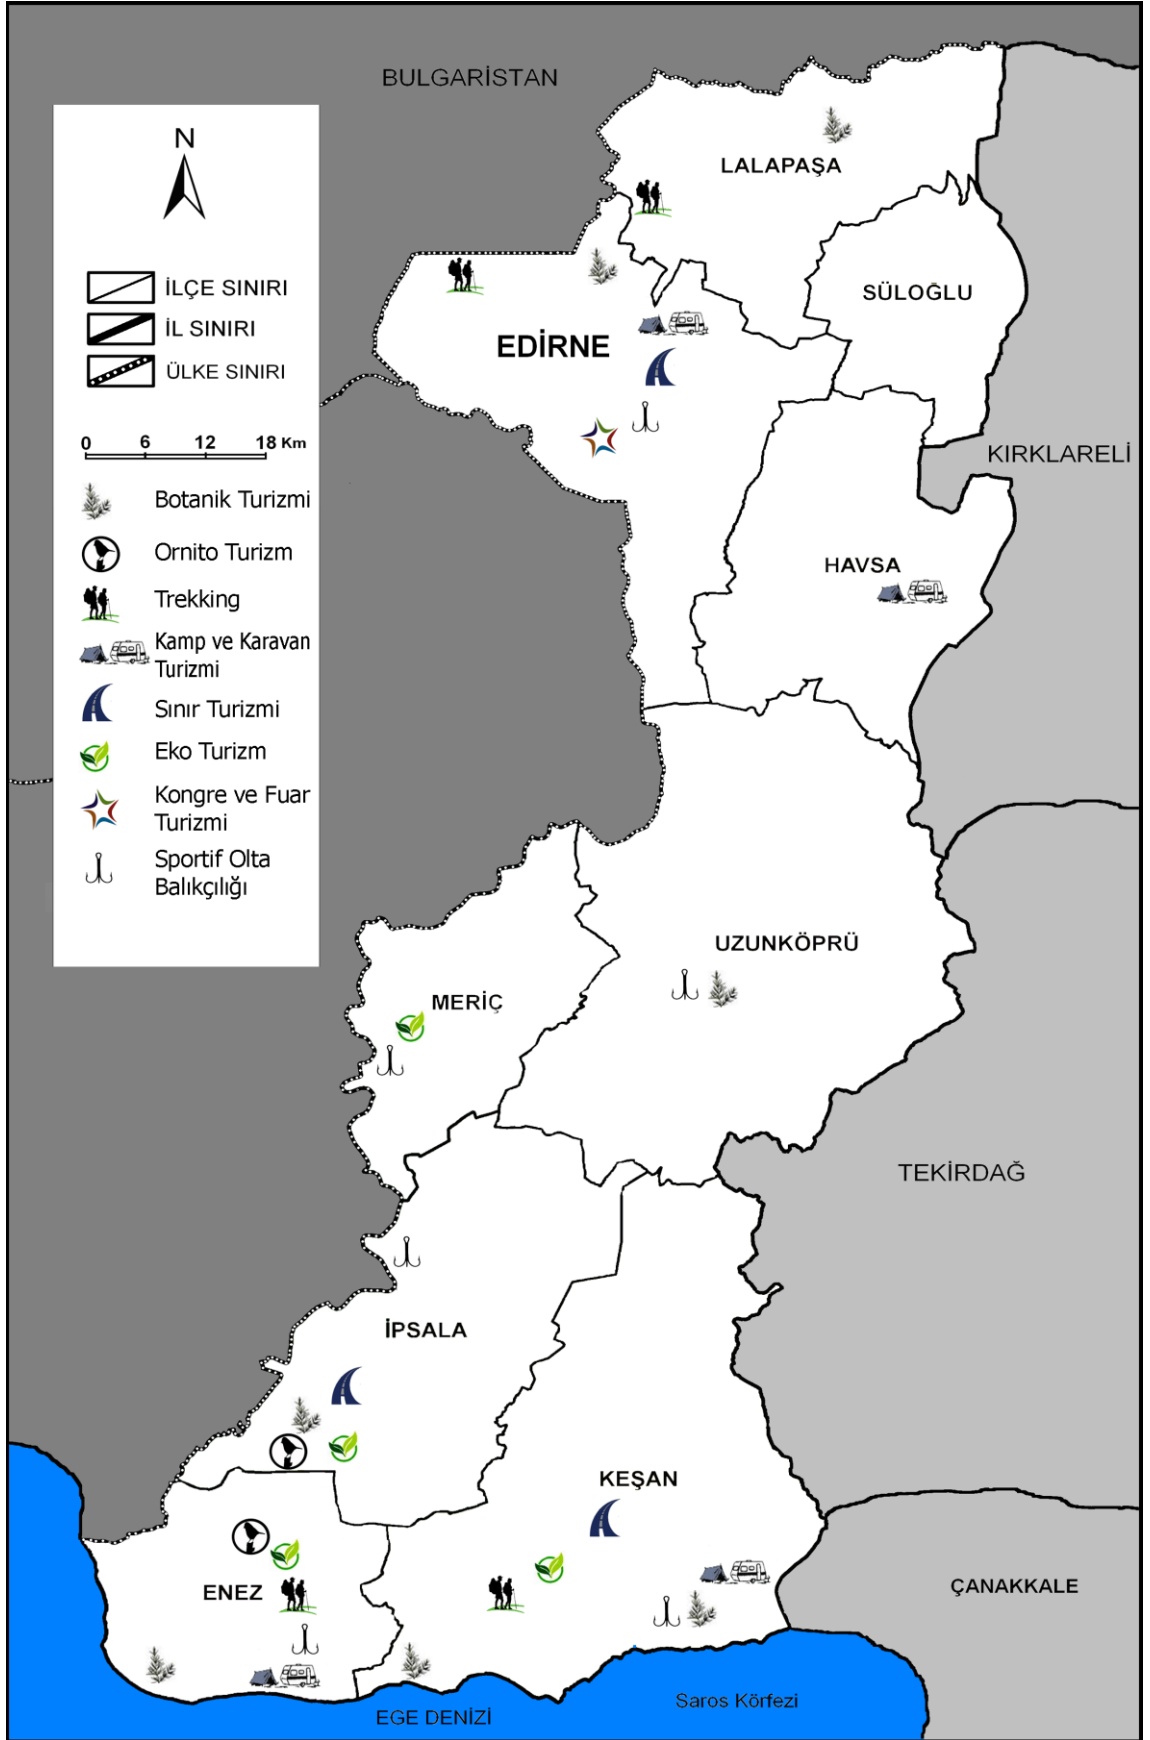 BULGARİSTAN
LALAPAŞA
SÜLOĞLU
EDİRNE
KIRKLARELİ
HAVSA
UZUNKÖPRÜ
MERİÇ
TEKİRDAĞ
İPSALA
KEŞAN
ENEZ
ÇANAKKALE
Saros Körfezi
EGE DENİZİ
N
İLÇE SINIRI
İL SINIRI
ÜLKE SINIRI
0 6 12 18 Km
Botanik Turizmi
Ornito Turizm
Trekking
Kamp ve Karavan
Turizmi
Sınır Turizmi
Eko Turizm
Kongre ve Fuar
Turizmi
Sportif Olta
Balıkçılığı